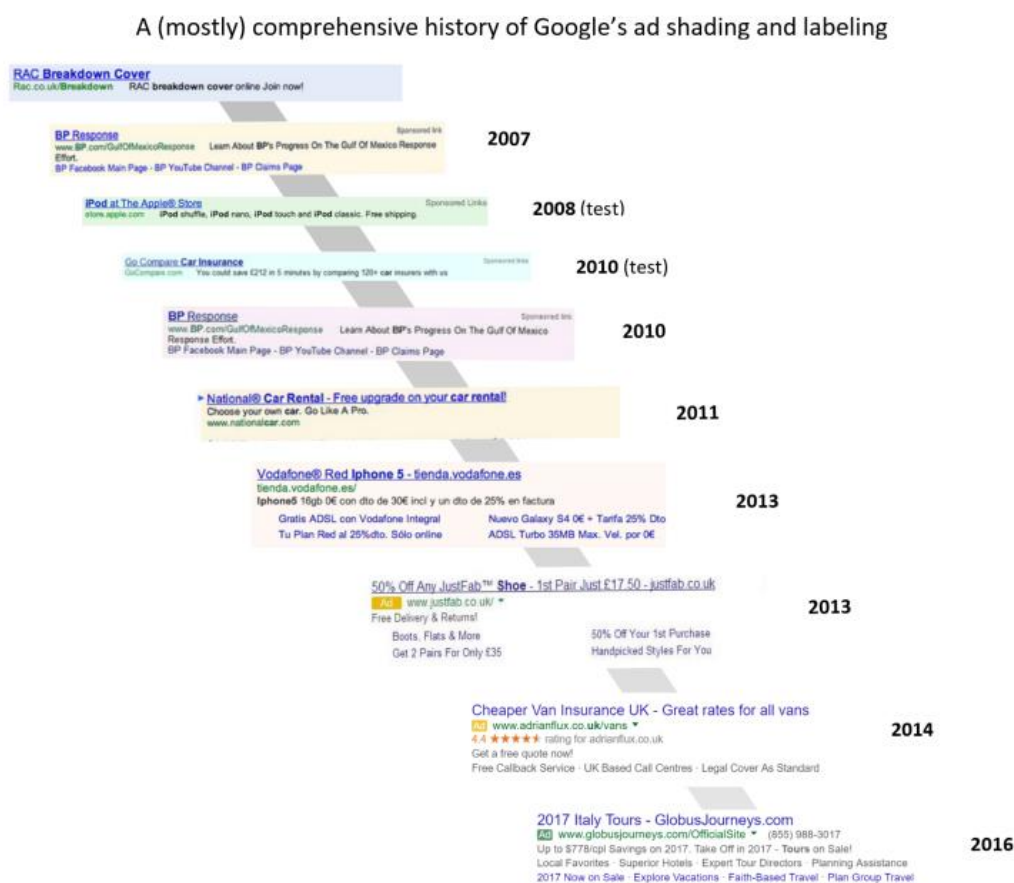 A (mostly) comprehensive history of Google's ad shading and labeling
RAC Breakdown Cover
Rac.co.uk/Breakdown RAC breakdown cover online Join now!
BP Response
Sponsored link
www.BP.com/GulfOfMexicoResponse Learn About BP's Progress On The Gulf Of Mexico Response
Effort.
BP Facebook Main Page - BP YouTube Channel - BP Claims Page
2007
iPod at The Apple® Store
Sponsored Links
store.apple.com iPod shuffle, iPod nano, iPod touch and iPod classic. Free shipping.
2008 (test)
Go Compare Car Insurance
Sponsored links
GoCompare.com You could save £212 in 5 minutes by comparing 120+ car insurers with us
2010 (test)
BP Response
Sponsored link
www.BP.com/GulfOfMexicoResponse Learn About BP's Progress On The Gulf Of Mexico
Response Effort.
BP Facebook Main Page - BP YouTube Channel - BP Claims Page
2010
National® Car Rental - Free upgrade on your car rental!
Choose your own car. Go Like A Pro.
www.nationalcar.com
2011
Vodafone® Red Iphone 5 - tienda.vodafone.es
tienda.vodafone.es/
Iphone5 16gb 0€ con dto de 30€ incl y un dto de 25% en factura
Gratis ADSL con Vodafone Integral Nuevo Galaxy S4 0€ + Tarifa 25% Dto
Tu Plan Red al 25%dto. Sólo online ADSL Turbo 35MB Max. Vel. por 0€
2013
50% Off Any JustFab™ Shoe - 1st Pair Just £17.50 - justfab.co.uk
Ad www.justfab.co.uk/
Free Delivery & Returns!
Boots, Flats & More 50% Off Your 1st Purchase
Get 2 Pairs For Only £35 Handpicked Styles For You
2013
Cheaper Van Insurance UK - Great rates for all vans
Ad www.adrianflux.co.uk/vans
4.4 ★★★★★ rating for adrianflux.co.uk
Get a free quote now!
Free Callback Service · UK Based Call Centres · Legal Cover As Standard
2014
2017 Italy Tours - GlobusJourneys.com
Ad www.globusjourneys.com/OfficialSite (855) 988-3017
Up to $778/cpl Savings on 2017. Take Off in 2017 - Tours on Sale!
Local Favorites · Superior Hotels · Expert Tour Directors · Planning Assistance
2017 Now on Sale · Explore Vacations · Faith-Based Travel · Plan Group Travel
2016